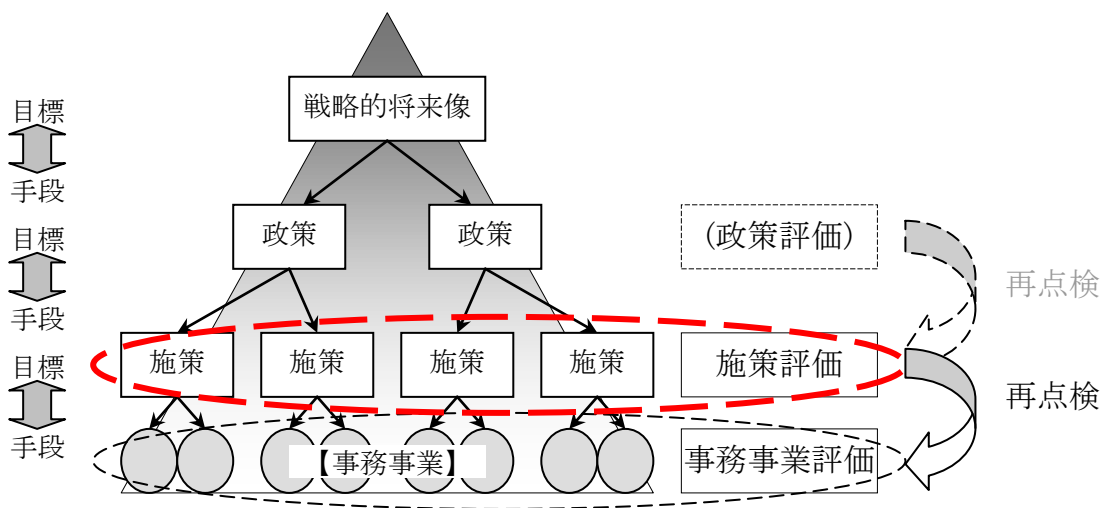 戦略的将来像
目標
手段
政策
政策
(政策評価)
目標
手段
再点検
施策
施策
施策
施策
施策評価
目標
手段
再点検
【事務事業】
事務事業評価